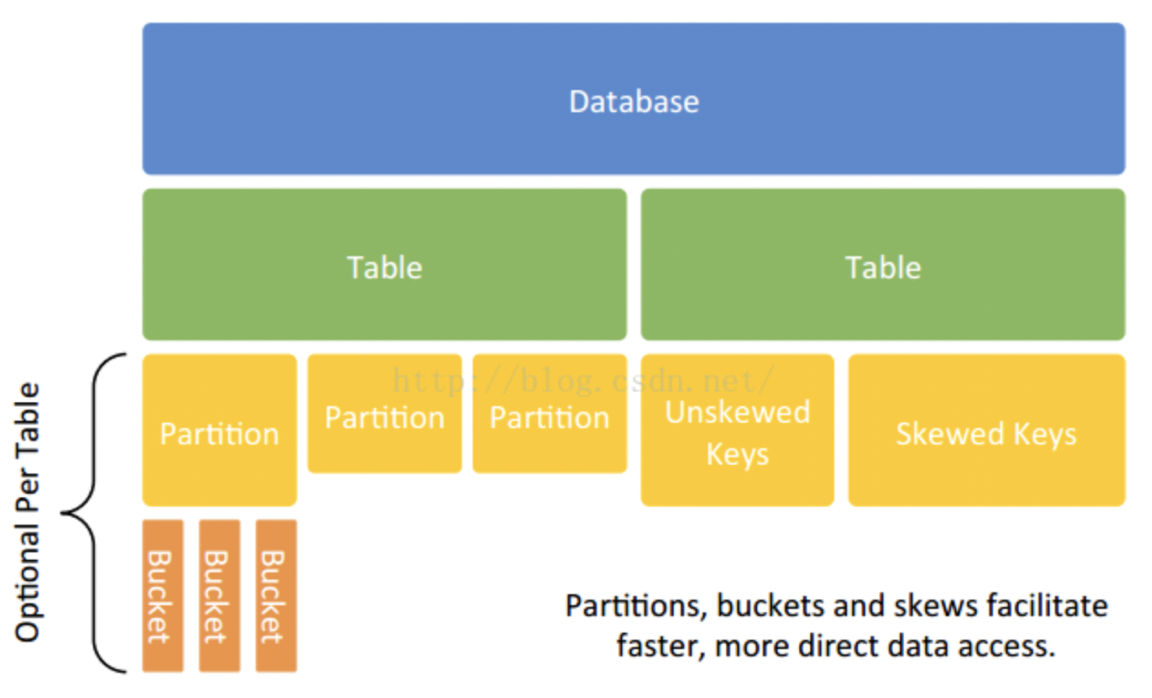 Database
Table
Table
http://blog.csdn.net/
Partition
Partition
Partition
Unskewed
Keys
Skewed Keys
Optional Per Table
Bucket
Bucket
Bucket
Partitions, buckets and skews facilitate
faster, more direct data access.